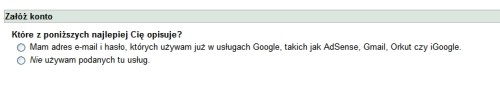 Załóż konto
Które z poniższych najlepiej Cię opisuje?
Mam adres e-mail i hasło, których używam już w usługach Google, takich jak AdSense, Gmail, Orkut czy iGoogle.
Nie używam podanych tu usług.